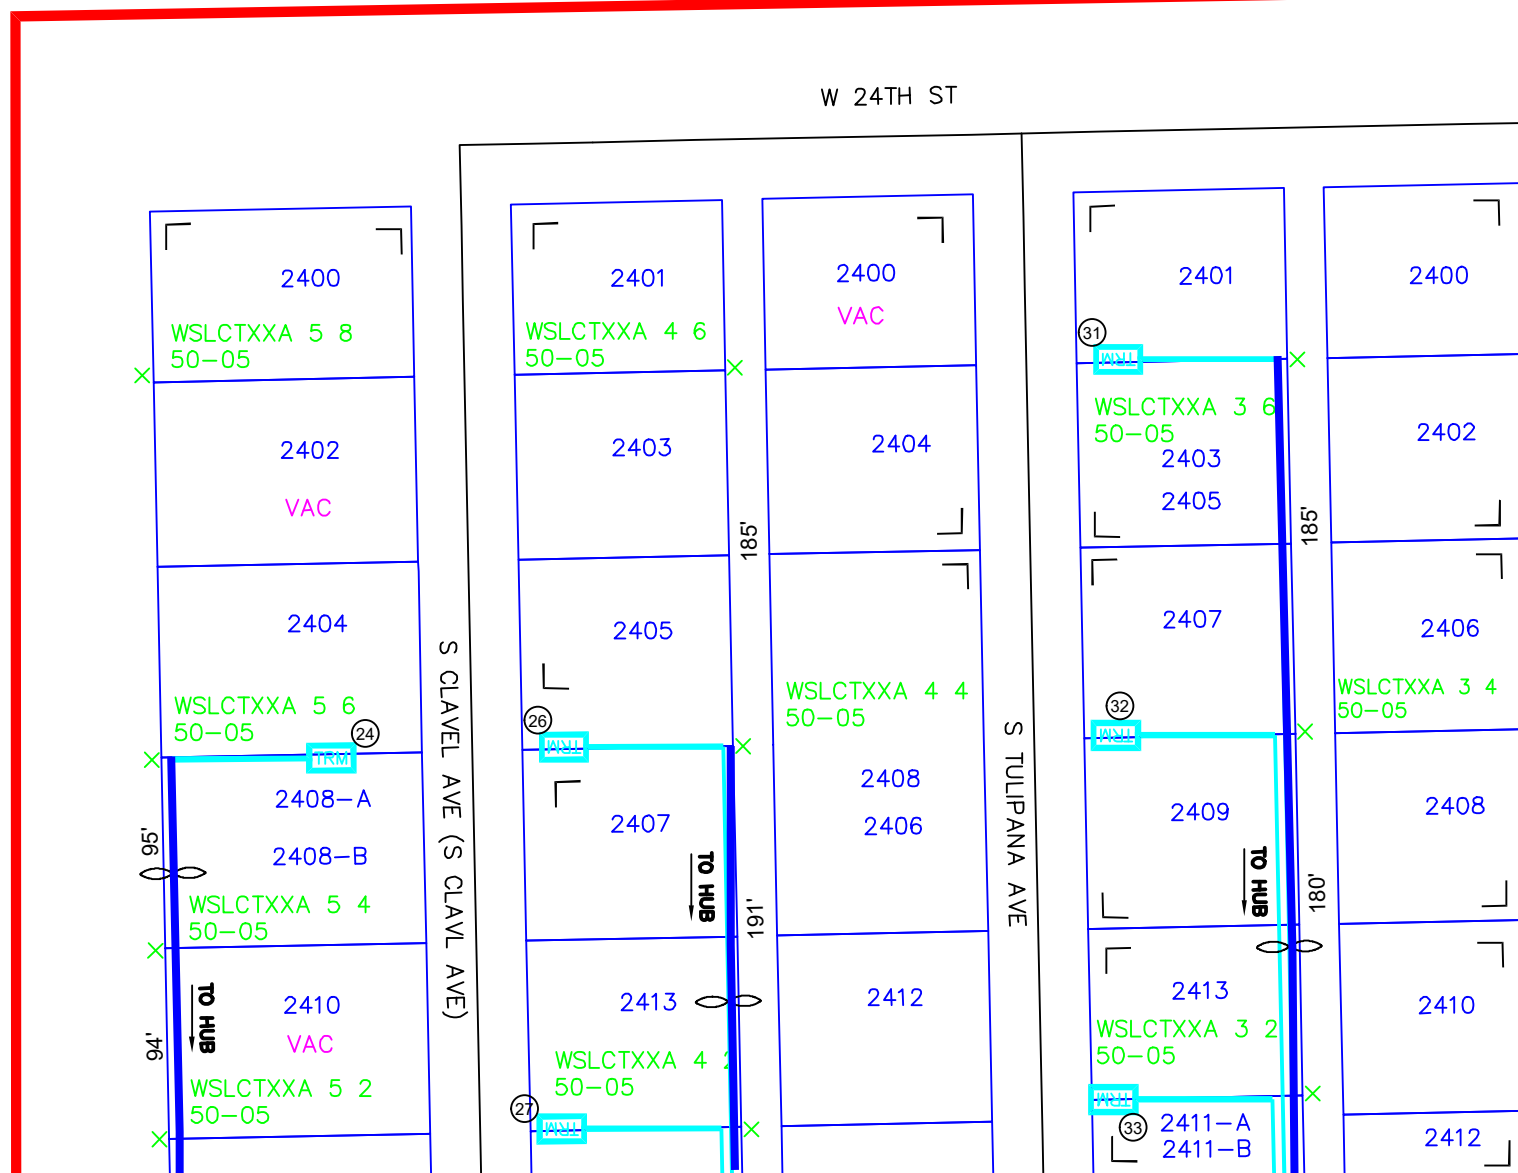 W 24TH ST
2400
WSLCTXXA 5 8
50-05
2402
VAC
2404
WSLCTXXA 5 6
50-05
24
TRM
2408-A
2408-B
95'
WSLCTXXA 5 4
50-05
2410
VAC
TO HUB
94'
WSLCTXXA 5 2
50-05
S CLAVEL AVE (S CLAVL AVE)
2401
WSLCTXXA 4 6
50-05
2403
185'
2405
26
TRM
2407
TO HUB
191'
2413
WSLCTXXA 4 2
50-05
27
TRM
2400
VAC
2404
WSLCTXXA 4 4
50-05
2408
2406
2412
S TULIPANA AVE
2401
31
TRM
WSLCTXXA 3 6
50-05
2403
2405
185'
2407
32
TRM
2409
TO HUB
180'
2413
WSLCTXXA 3 2
50-05
TRM
33
2411-A
2411-B
2400
2402
2406
WSLCTXXA 3 4
50-05
2408
2410
2412